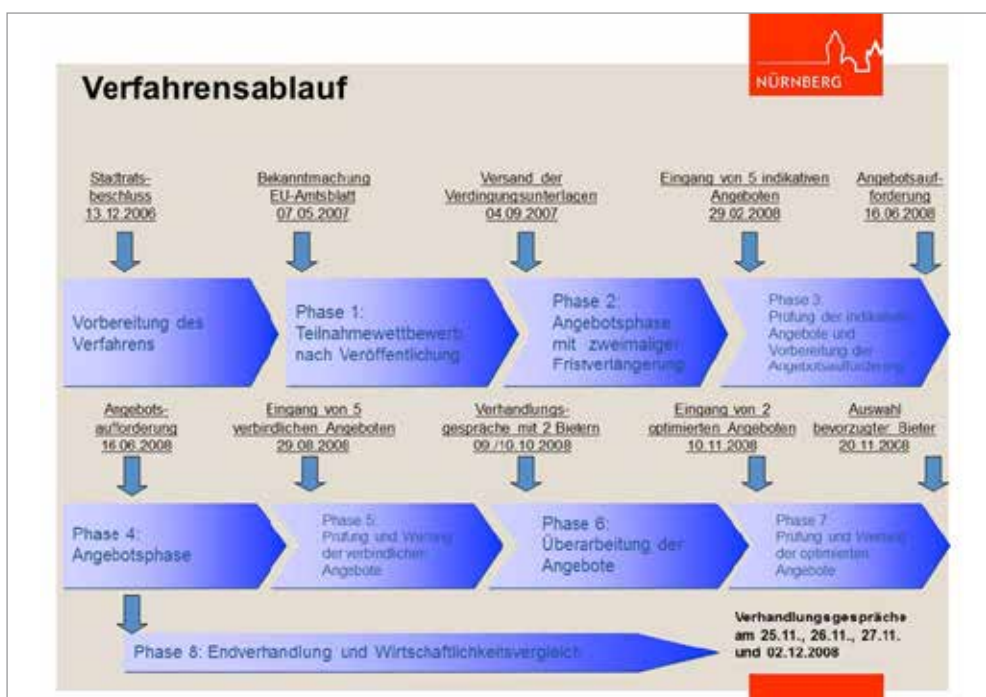 NÜRNBERG
Verfahrensablauf
Stadtrats-
beschluss
13.12.2006
Bekanntmachung
EU-Amtsblatt
07.05.2007
Versand der
Verdingungsunterlagen
04.09.2007
Eingang von 5 indikativen
Angeboten
29.02.2008
Angebotsauf-
forderung
16.06.2008
Vorbereitung des
Verfahrens
Phase 1:
Teilnahmewettbewerb
nach Veröffentlichung
Phase 2:
Angebotsphase
mit zweimaliger
Fristverlängerung
Phase 3:
Prüfung der indikativen
Angebote und
Vorbereitung der
Angebotsaufforderung
Angebots-
aufforderung
16.06.2008
Eingang von 5
verbindlichen Angeboten
29.08.2008
Verhandlungs-
gespräche mit 2 Bietern
09./10.10.2008
Eingang von 2
optimierten Angeboten
10.11.2008
Auswahl
bevorzugter Bieter
20.11.2008
Phase 4:
Angebotsphase
Phase 5:
Prüfung und Wertung
der verbindlichen
Angebote
Phase 6:
Überarbeitung der
Angebote
Phase 7:
Prüfung und Wertung
der optimierten
Angebote
Phase 8: Endverhandlung und Wirtschaftlichkeitsvergleich
Verhandlungsgespräche
am 25.11., 26.11., 27.11.
und 02.12.2008